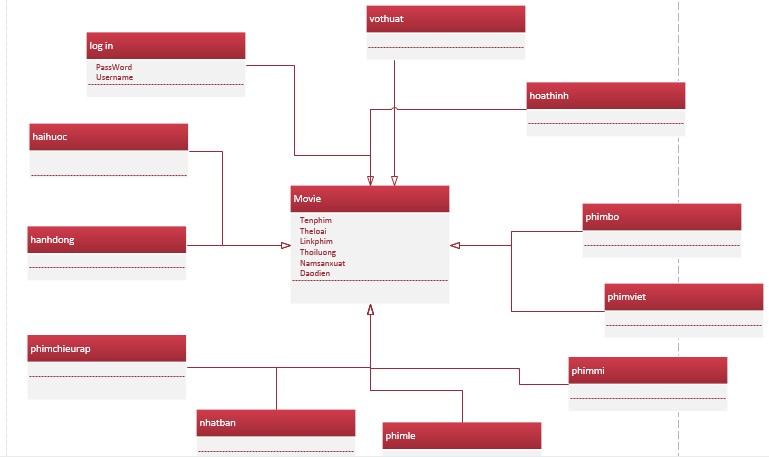 vothuat
log in
PassWord
Username
hoathinh
haihuoc
Movie
Tenphim
Theloai
Linkphim
Thoiluong
Namsanxuat
Daodien
phimbo
hanhdong
phimviet
phimchieurap
phimmi
nhatban
phimle